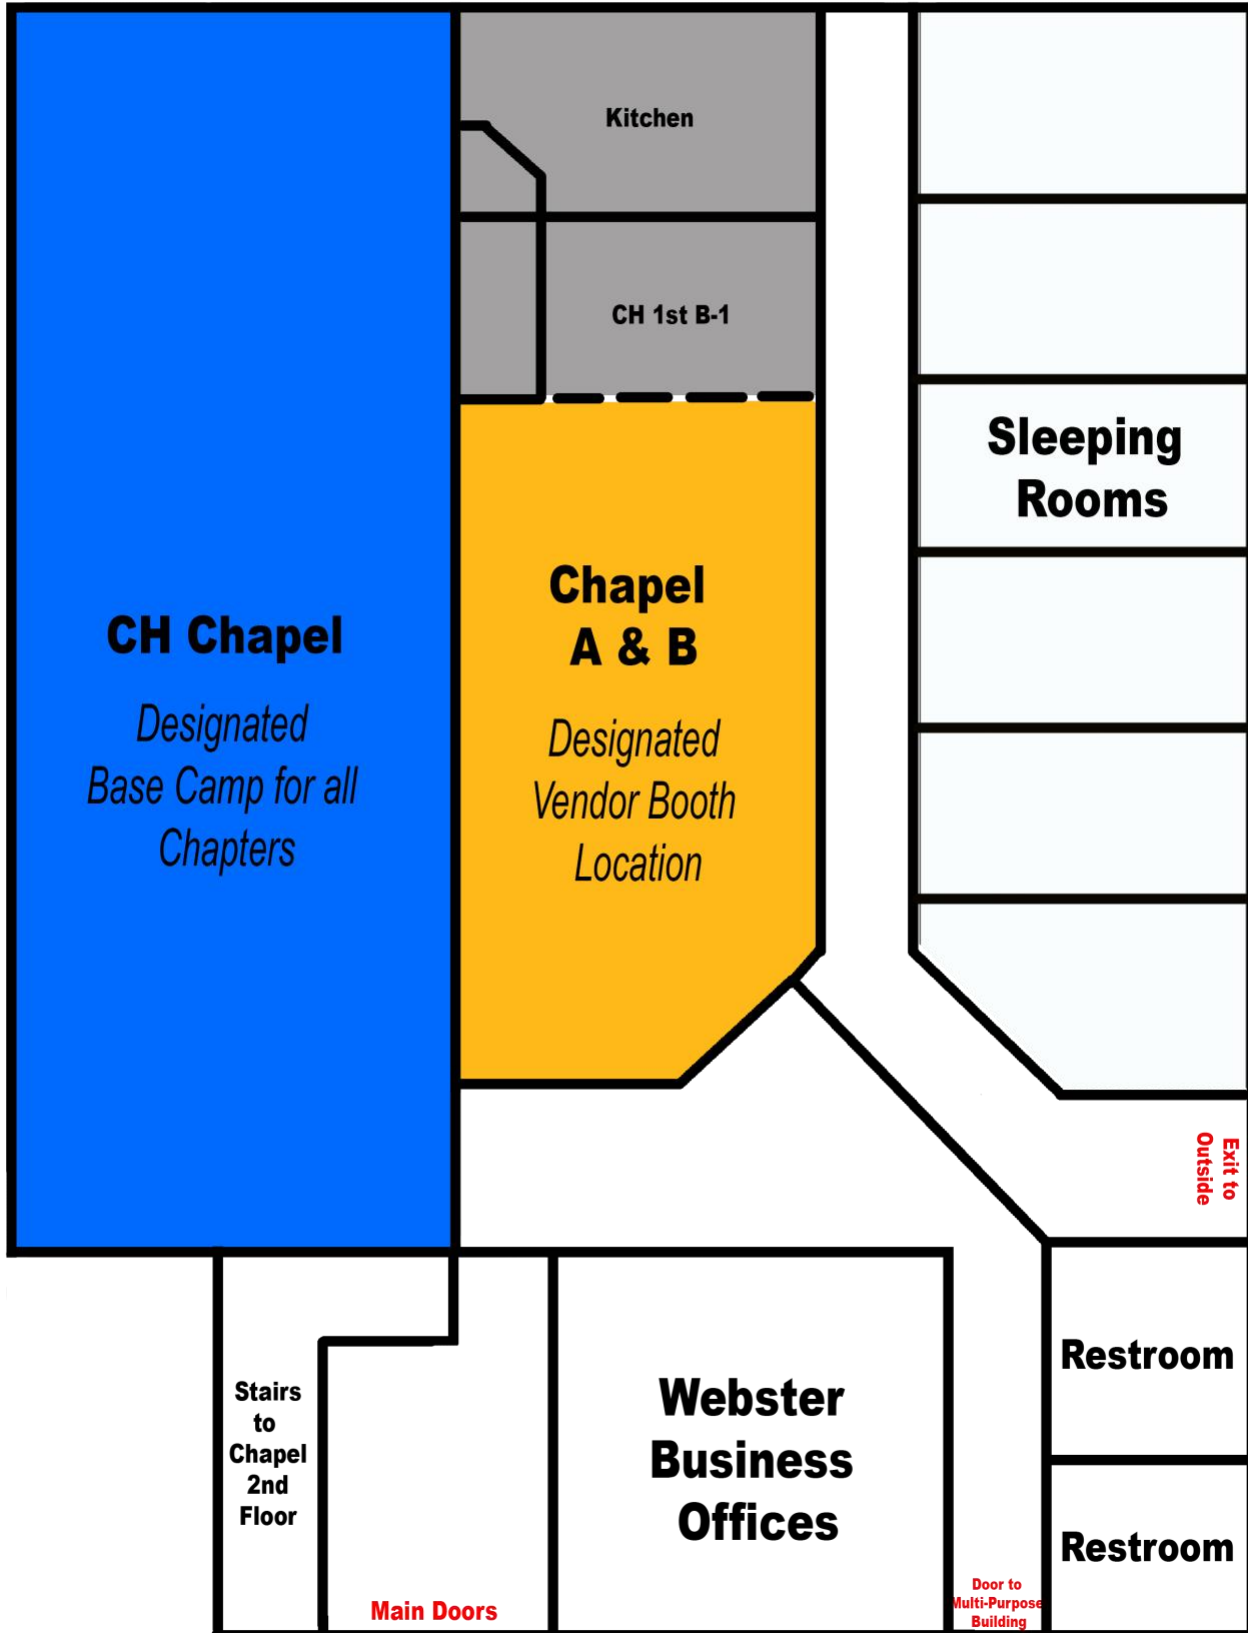 Kitchen
CH 1st B-1
Sleeping
Rooms
CH Chapel
Designated
Base Camp for all
Chapters
Chapel
A & B
Designated
Vendor Booth
Location
Exit to
Outside
Stairs
to
Chapel
2nd
Floor
Main Doors
Webster
Business
Offices
Door to
Multi-Purpose
Building
Restroom
Restroom